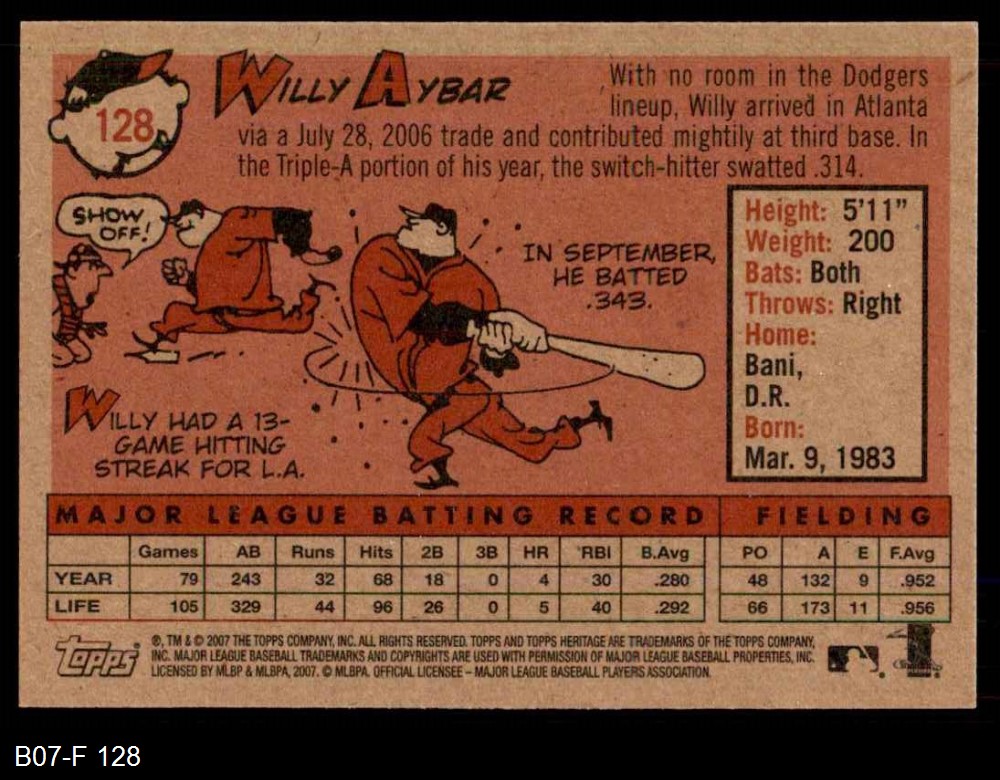 128
WILLY AYBAR
With no room in the Dodgers
lineup, Willy arrived in Atlanta
via a July 28, 2006 trade and contributed mightily at third base. In
the Triple-A portion of his year, the switch-hitter swatted .314.
SHOW
OFF!
IN SEPTEMBER,
HE BATTED
.343.
WILLY HAD A 13-
GAME HITTING
STREAK FOR L.A.
Height: 5'11"
Weight: 200
Bats: Both
Throws: Right
Home:
Bani,
D.R.
Born:
Mar. 9, 1983
MAJOR LEAGUE BATTING RECORD FIELDING
Games AB Runs Hits 2B 3B HR RBI B.Avg PO A E F.Avg
YEAR 79 243 32 68 18 0 4 30 .280 48 132 9 .952
LIFE 105 329 44 96 26 0 5 40 .292 66 173 11 .956
Topps
®, TM & © 2007 THE TOPPS COMPANY, INC. ALL RIGHTS RESERVED. TOPPS AND TOPPS HERITAGE ARE TRADEMARKS OF THE TOPPS COMPANY,
INC. MAJOR LEAGUE BASEBALL TRADEMARKS AND COPYRIGHTS ARE USED WITH PERMISSION OF MAJOR LEAGUE BASEBALL PROPERTIES, INC.
LICENSED BY MLBP & MLBPA, 2007. © MLBPA. OFFICIAL LICENSEE – MAJOR LEAGUE BASEBALL PLAYERS ASSOCIATION.
B07-F 128